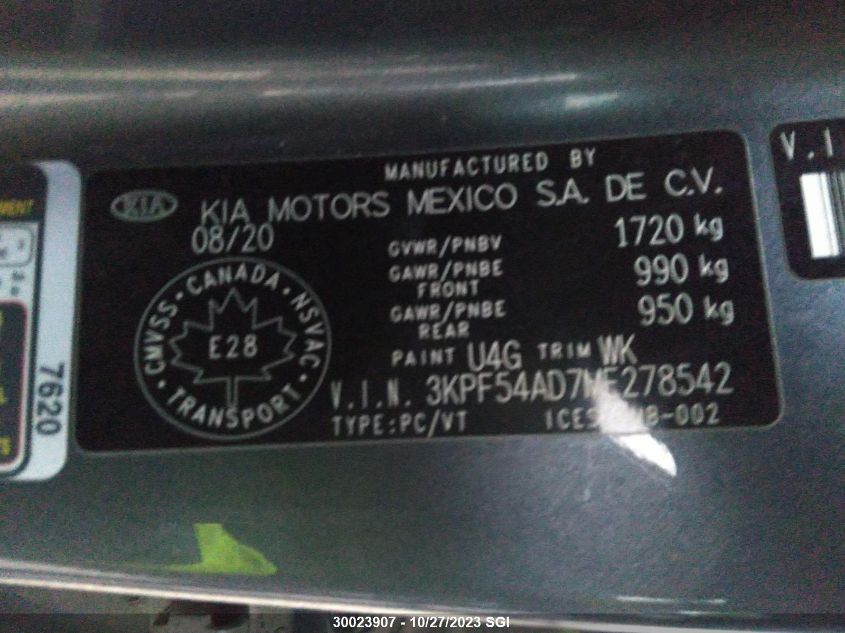 MANUFACTURED BY
KIA KIA MOTORS MEXICO S.A. DE C.V.
08/20
GVWR/PNBV 1720 kg
GAWR/PNBE 990 kg
FRONT
GAWR/PNBE 950 kg
REAR
PAINT U4G TRIM WK
V.I.N. 3KPF54AD7ME278542
TYPE:PC/VT
CANADA
CMVSS NSVAC
E28
TRANSPORT
7620
V.I
30023907 - 10/27/2023 SGI